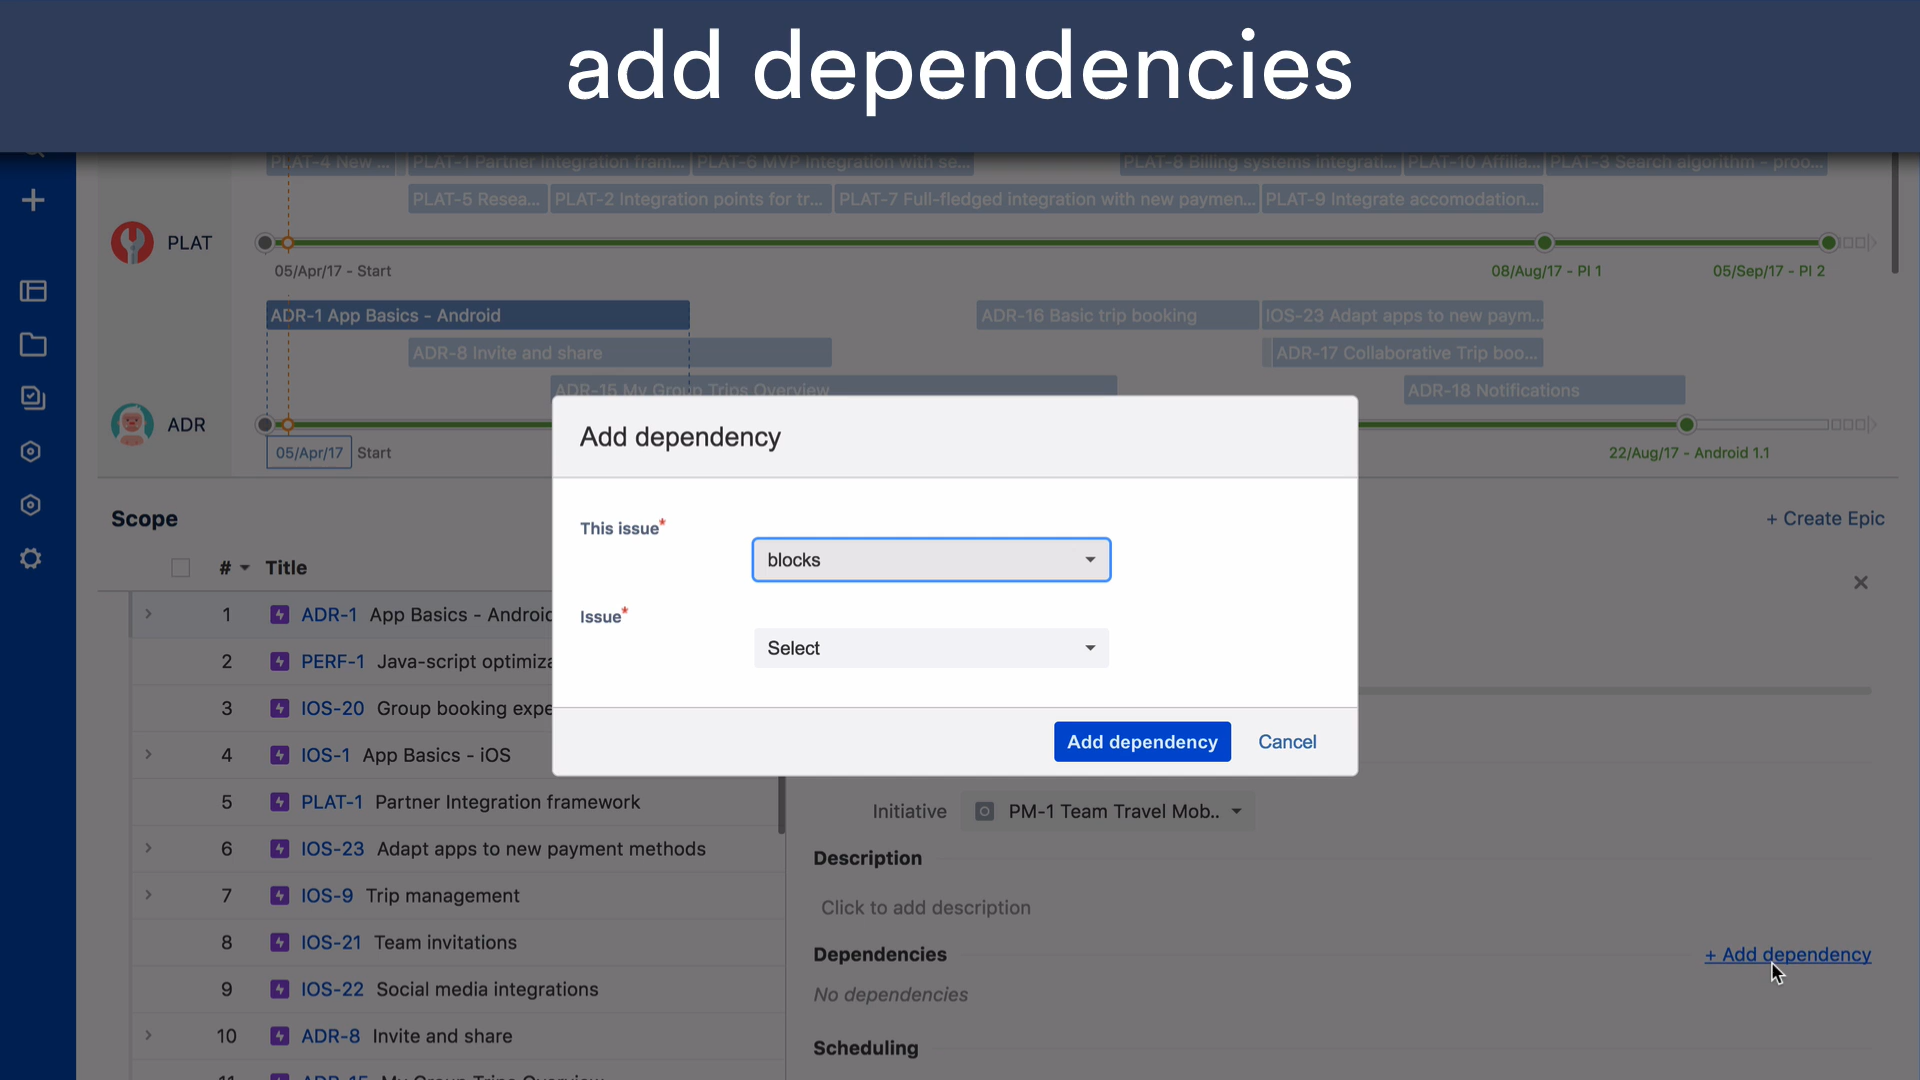 add dependencies
PLAT-4 New ... PLAT-1 Partner Integration fram... PLAT-6 MVP Integration with se... PLAT-8 Billing systems integrati... PLAT-10 Affilia... PLAT-3 Search algorithm - proo...
PLAT-5 Resea... PLAT-2 Integration points for tr... PLAT-7 Full-fledged integration with new paymen... PLAT-9 Integrate accomodation...
PLAT
05/Apr/17 - Start 08/Aug/17 - PI 1 05/Sep/17 - PI 2
ADR-1 App Basics - Android ADR-16 Basic trip booking IOS-23 Adapt apps to new paym...
ADR-8 Invite and share ADR-17 Collaborative Trip boo...
ADR-15 My Group Trips Overview ADR-18 Notifications
ADR
05/Apr/17 Start 22/Aug/17 - Android 1.1
Add dependency
This issue*
blocks
Issue*
Select
Add dependency Cancel
Scope + Create Epic
# Title
1 ADR-1 App Basics - Android
2 PERF-1 Java-script optimiza
3 IOS-20 Group booking expe
4 IOS-1 App Basics - iOS
5 PLAT-1 Partner Integration framework
6 IOS-23 Adapt apps to new payment methods
7 IOS-9 Trip management
8 IOS-21 Team invitations
9 IOS-22 Social media integrations
10 ADR-8 Invite and share
11 ADR-15 My Group Trips Overview
Initiative PM-1 Team Travel Mob..
Description
Click to add description
Dependencies + Add dependency
No dependencies
Scheduling